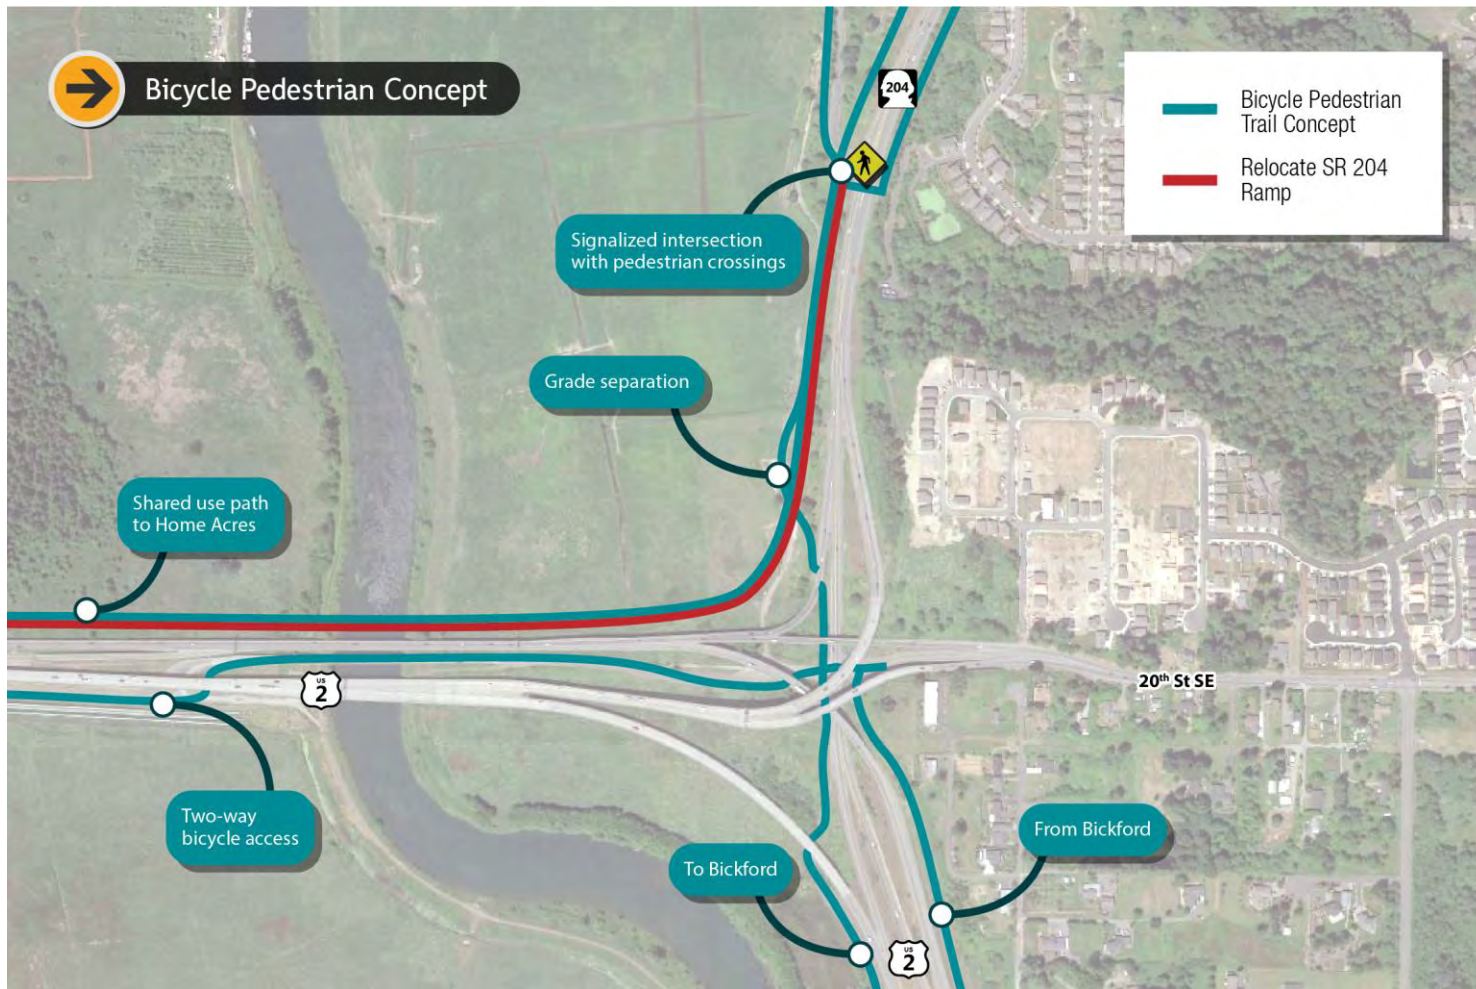 Bicycle Pedestrian Concept
204
Bicycle Pedestrian
Trail Concept
Relocate SR 204
Ramp
Signalized intersection
with pedestrian crossings
Grade separation
Shared use path
to Home Acres
US
2
20th St SE
Two-way
bicycle access
From Bickford
To Bickford
US
2